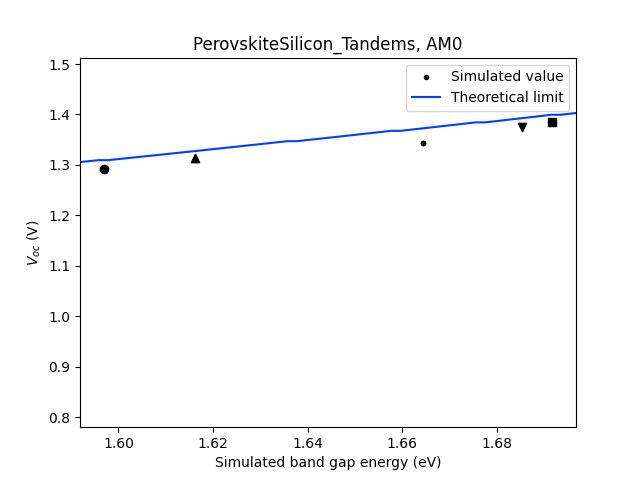 PerovskiteSilicon_Tandems, AM0
Simulated value
Theoretical limit
1.5
1.4
1.3
1.2
1.1
1.0
0.9
0.8
V_oc (V)
1.60 1.62 1.64 1.66 1.68
Simulated band gap energy (eV)